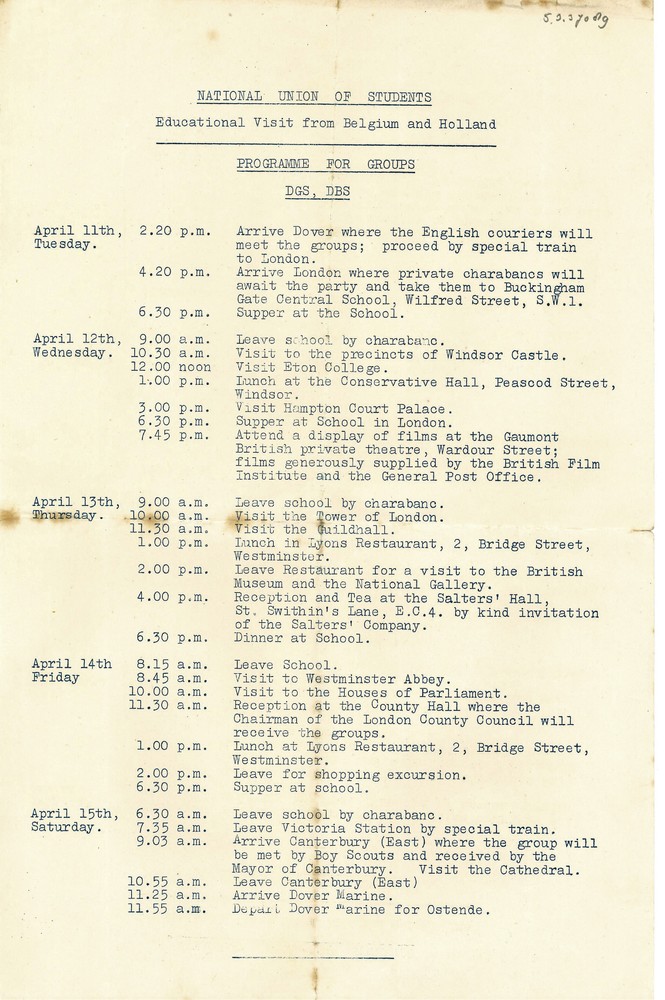 NATIONAL UNION OF STUDENTS
Educational Visit from Belgium and Holland
PROGRAMME FOR GROUPS
DGS, DBS
April 11th, 2.20 p.m. Arrive Dover where the English couriers will
Tuesday. meet the groups; proceed by special train
to London.
4.20 p.m. Arrive London where private charabancs will
await the party and take them to Buckingham
Gate Central School, Wilfred Street, S.W.1.
6.30 p.m. Supper at the School.
April 12th, 9.00 a.m. Leave school by charabanc.
Wednesday. 10.30 a.m. Visit to the precincts of Windsor Castle.
12.00 noon Visit Eton College.
1.00 p.m. Lunch at the Conservative Hall, Peascod Street,
Windsor.
3.00 p.m. Visit Hampton Court Palace.
6.30 p.m. Supper at School in London.
7.45 p.m. Attend a display of films at the Gaumont
British private theatre, Wardour Street;
films generously supplied by the British Film
Institute and the General Post Office.
April 13th, 9.00 a.m. Leave school by charabanc.
Thursday. 10.00 a.m. Visit the Tower of London.
11.30 a.m. Visit the Guildhall.
1.00 p.m. Lunch in Lyons Restaurant, 2, Bridge Street,
Westminster.
2.00 p.m. Leave Restaurant for a visit to the British
Museum and the National Gallery.
4.00 p.m. Reception and Tea at the Salters' Hall,
St. Swithin's Lane, E.C.4. by kind invitation
of the Salters' Company.
6.30 p.m. Dinner at School.
April 14th 8.15 a.m. Leave School.
Friday 8.45 a.m. Visit to Westminster Abbey.
10.00 a.m. Visit to the Houses of Parliament.
11.30 a.m. Reception at the County Hall where the
Chairman of the London County Council will
receive the groups.
1.00 p.m. Lunch at Lyons Restaurant, 2, Bridge Street,
Westminster.
2.00 p.m. Leave for shopping excursion.
6.30 p.m. Supper at school.
April 15th, 6.30 a.m. Leave school by charabanc.
Saturday. 7.35 a.m. Leave Victoria Station by special train.
9.03 a.m. Arrive Canterbury (East) where the group will
be met by Boy Scouts and received by the
Mayor of Canterbury. Visit the Cathedral.
10.55 a.m. Leave Canterbury (East)
11.25 a.m. Arrive Dover Marine.
11.55 a.m. Depart Dover Marine for Ostende.